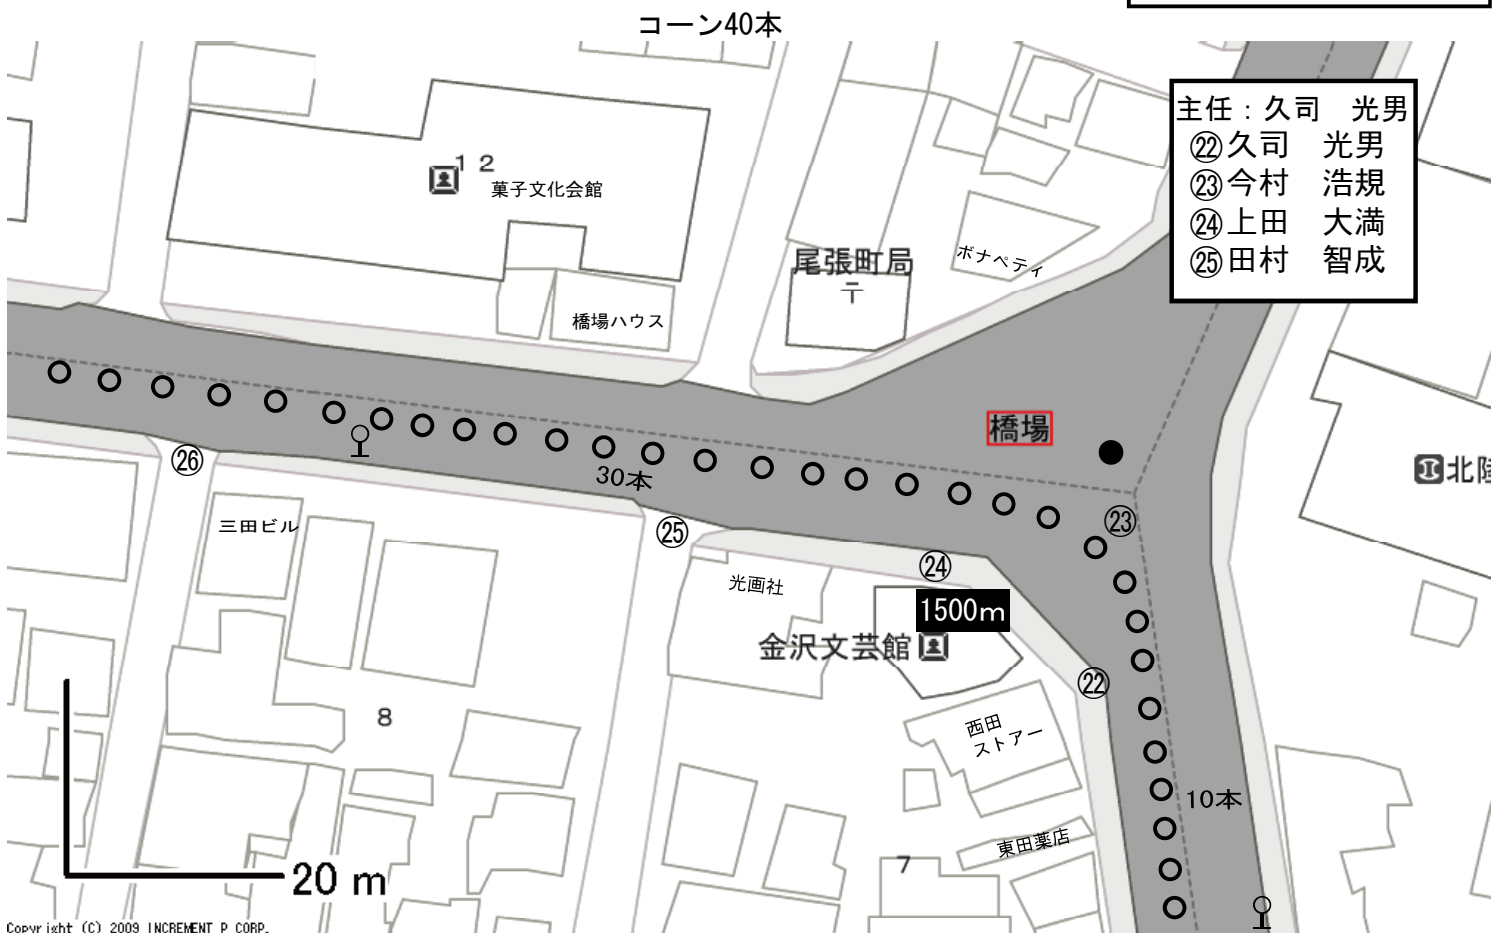 コーン40本
主任：久司　光男
㉒久司　光男
㉓今村　浩規
㉔上田　大満
㉕田村　智成
12
菓子文化会館
尾張町局
〒
ボナペティ
橋場ハウス
橋場
北陸
30本
㉖
㉕
㉔
㉓
㉒
三田ビル
光画社
1500m
金沢文芸館
西田
ストアー
8
10本
東田薬店
7
20 m
Copyright (C) 2009 INCREMENT P CORP.